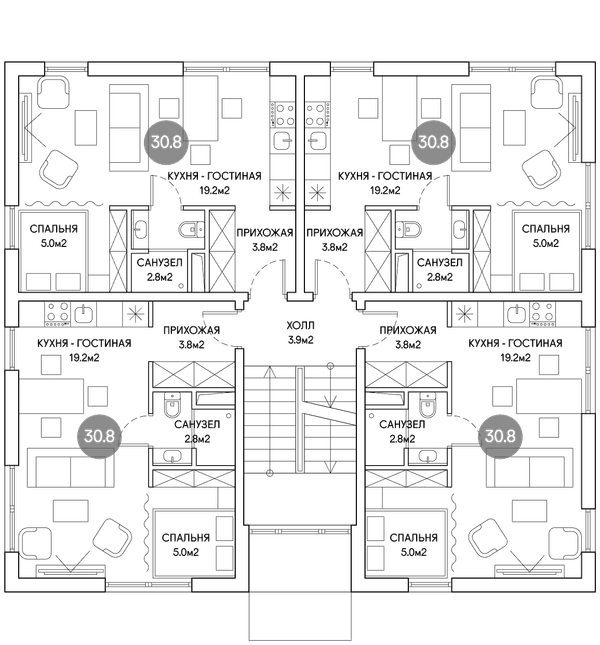 30.8
КУХНЯ - ГОСТИНАЯ
19.2м2
СПАЛЬНЯ
5.0м2
САНУЗЕЛ
2.8м2
ПРИХОЖАЯ
3.8м2
30.8
КУХНЯ - ГОСТИНАЯ
19.2м2
ПРИХОЖАЯ
3.8м2
САНУЗЕЛ
2.8м2
СПАЛЬНЯ
5.0м2
ХОЛЛ
3.9м2
ПРИХОЖАЯ
3.8м2
КУХНЯ - ГОСТИНАЯ
19.2м2
30.8
САНУЗЕЛ
2.8м2
СПАЛЬНЯ
5.0м2
ПРИХОЖАЯ
3.8м2
КУХНЯ - ГОСТИНАЯ
19.2м2
САНУЗЕЛ
2.8м2
30.8
СПАЛЬНЯ
5.0м2